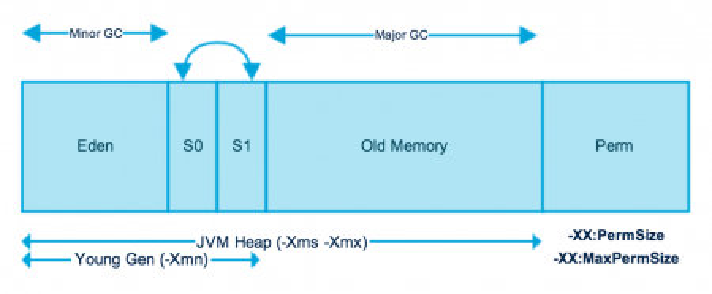 Minor GC
Major GC
Eden
S0
S1
Old Memory
Perm
JVM Heap (-Xms -Xmx)
-XX:PermSize
Young Gen (-Xmn)
-XX:MaxPermSize